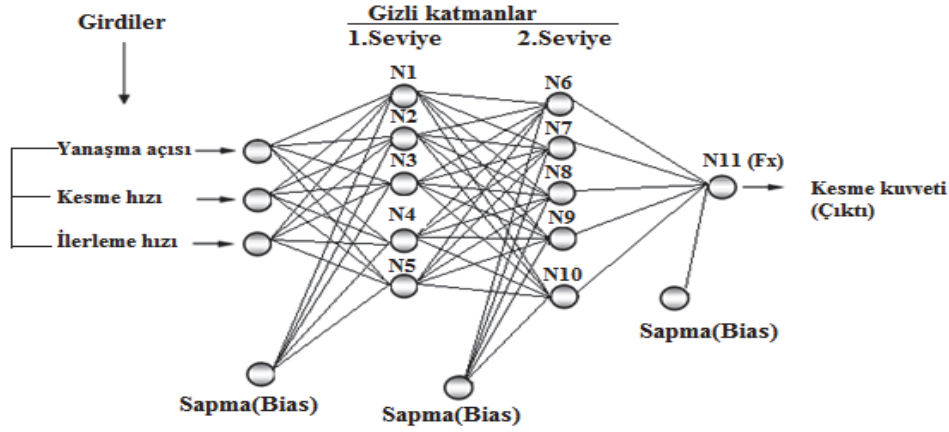 Girdiler
Gizli katmanlar
1.Seviye
2.Seviye
N1
N2
N3
N4
N5
N6
N7
N8
N9
N10
Yanaşma açısı
Kesme hızı
İlerleme hızı
N11 (Fx)
Kesme kuvveti
(Çıktı)
Sapma(Bias)
Sapma(Bias)
Sapma(Bias)